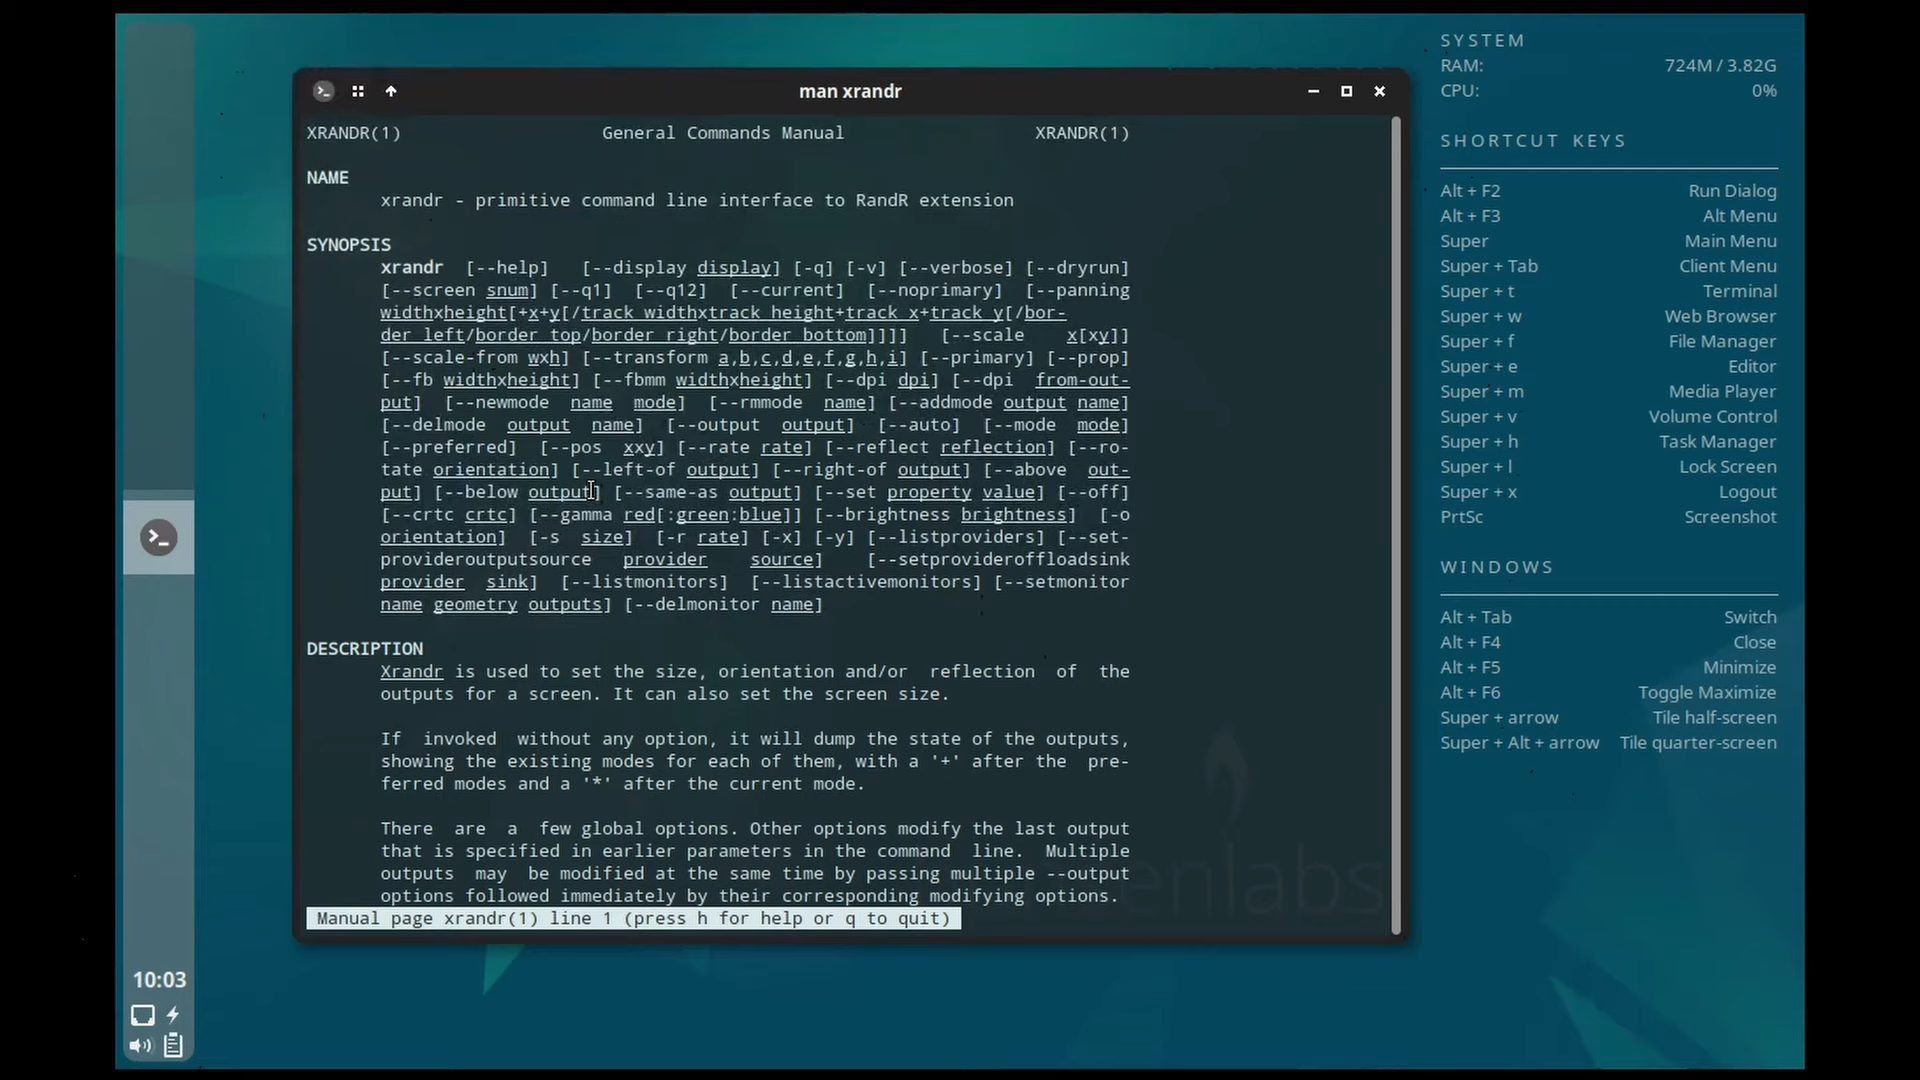 man xrandr
XRANDR(1) General Commands Manual XRANDR(1)
NAME
xrandr - primitive command line interface to RandR extension
SYNOPSIS
xrandr [--help] [--display display] [-q] [-v] [--verbose] [--dryrun]
[--screen snum] [--q1] [--q12] [--current] [--noprimary] [--panning
widthxheight[+x+y[/track_widthxtrack_height+track_x+track_y[/bor-
der_left/border_top/border_right/border_bottom]]]] [--scale x[xy]]
[--scale-from wxh] [--transform a,b,c,d,e,f,g,h,i] [--primary] [--prop]
[--fb widthxheight] [--fbmm widthxheight] [--dpi dpi] [--dpi from-out-
put] [--newmode name mode] [--rmmode name] [--addmode output name]
[--delmode output name] [--output output] [--auto] [--mode mode]
[--preferred] [--pos xxy] [--rate rate] [--reflect reflection] [--ro-
tate orientation] [--left-of output] [--right-of output] [--above out-
put] [--below output] [--same-as output] [--set property value] [--off]
[--crtc crtc] [--gamma red[:green:blue]] [--brightness brightness] [-o
orientation] [-s size] [-r rate] [-x] [-y] [--listproviders] [--set-
provideroutputsource provider source] [--setprovideroffloadsink
provider sink] [--listmonitors] [--listactivemonitors] [--setmonitor
name geometry outputs] [--delmonitor name]
DESCRIPTION
Xrandr is used to set the size, orientation and/or reflection of the
outputs for a screen. It can also set the screen size.
If invoked without any option, it will dump the state of the outputs,
showing the existing modes for each of them, with a '+' after the pre-
ferred modes and a '*' after the current mode.
There are a few global options. Other options modify the last output
that is specified in earlier parameters in the command line. Multiple
outputs may be modified at the same time by passing multiple --output
options followed immediately by their corresponding modifying options.
Manual page xrandr(1) line 1 (press h for help or q to quit)
10:03
SYSTEM
RAM: 724M / 3.82G
CPU: 0%
SHORTCUT KEYS
Alt + F2 Run Dialog
Alt + F3 Alt Menu
Super Main Menu
Super + Tab Client Menu
Super + t Terminal
Super + w Web Browser
Super + f File Manager
Super + e Editor
Super + m Media Player
Super + v Volume Control
Super + h Task Manager
Super + l Lock Screen
Super + x Logout
PrtSc Screenshot
WINDOWS
Alt + Tab Switch
Alt + F4 Close
Alt + F5 Minimize
Alt + F6 Toggle Maximize
Super + arrow Tile half-screen
Super + Alt + arrow Tile quarter-screen